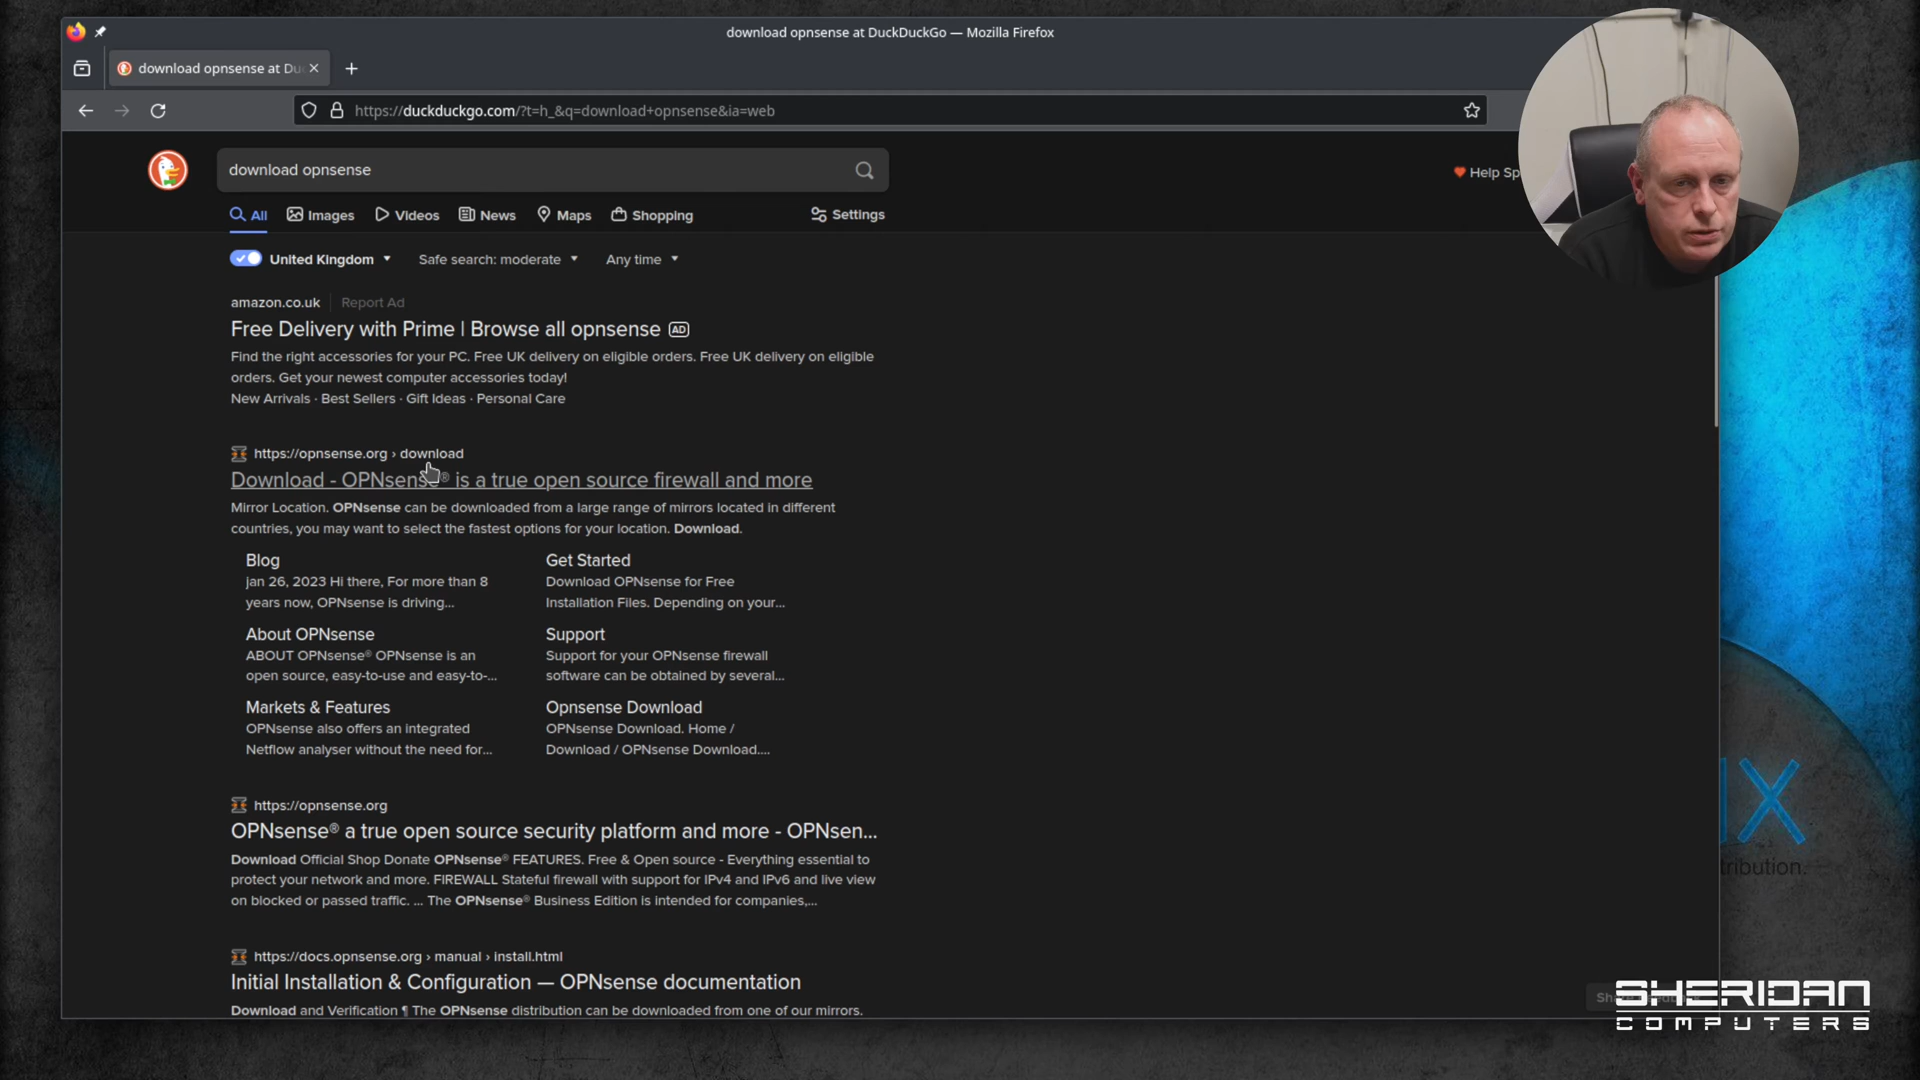 download opnsense at DuckDuckGo — Mozilla Firefox
download opnsense at Du
https://duckduckgo.com/?t=h_&q=download+opnsense&ia=web
download opnsense
Help Sp
All Images Videos News Maps Shopping Settings
United Kingdom Safe search: moderate Any time
amazon.co.uk Report Ad
Free Delivery with Prime | Browse all opnsense AD
Find the right accessories for your PC. Free UK delivery on eligible orders. Free UK delivery on eligible
orders. Get your newest computer accessories today!
New Arrivals · Best Sellers · Gift Ideas · Personal Care
https://opnsense.org › download
Download - OPNsense® is a true open source firewall and more
Mirror Location. OPNsense can be downloaded from a large range of mirrors located in different
countries, you may want to select the fastest options for your location. Download.
Blog
jan 26, 2023 Hi there, For more than 8
years now, OPNsense is driving...
Get Started
Download OPNsense for Free
Installation Files. Depending on your...
About OPNsense
ABOUT OPNsense® OPNsense is an
open source, easy-to-use and easy-to-...
Support
Support for your OPNsense firewall
software can be obtained by several...
Markets & Features
OPNsense also offers an integrated
Netflow analyser without the need for...
Opnsense Download
OPNsense Download. Home /
Download / OPNsense Download....
https://opnsense.org
OPNsense® a true open source security platform and more - OPNsen...
Download Official Shop Donate OPNsense® FEATURES. Free & Open source - Everything essential to
protect your network and more. FIREWALL Stateful firewall with support for IPv4 and IPv6 and live view
on blocked or passed traffic. ... The OPNsense® Business Edition is intended for companies,...
https://docs.opnsense.org › manual › install.html
Initial Installation & Configuration — OPNsense documentation
Download and Verification ¶ The OPNsense distribution can be downloaded from one of our mirrors.
IX
tribution.
SHERIDAN
COMPUTERS